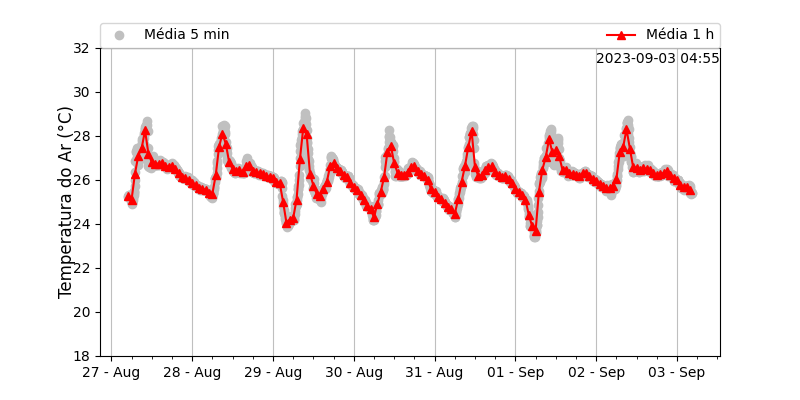 Média 5 min
Média 1 h
2023-09-03 04:55
Temperatura do Ar (°C)
32
30
28
26
24
22
20
18
27 - Aug
28 - Aug
29 - Aug
30 - Aug
31 - Aug
01 - Sep
02 - Sep
03 - Sep